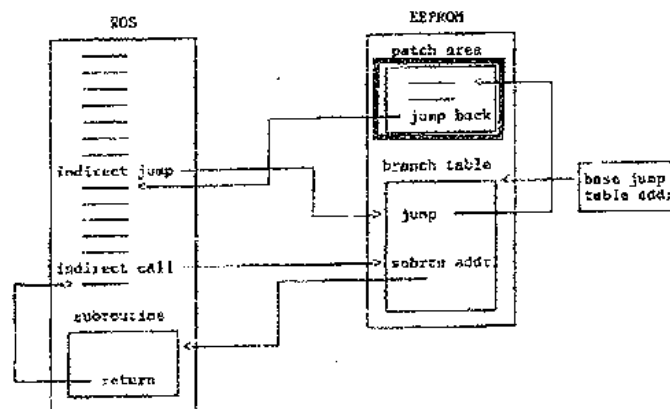 ROS
EEPROM
patch area
jump back
indirect jump
branch table
base jump
table addr
jump
indirect call
sobrtn addr
subroutine
return